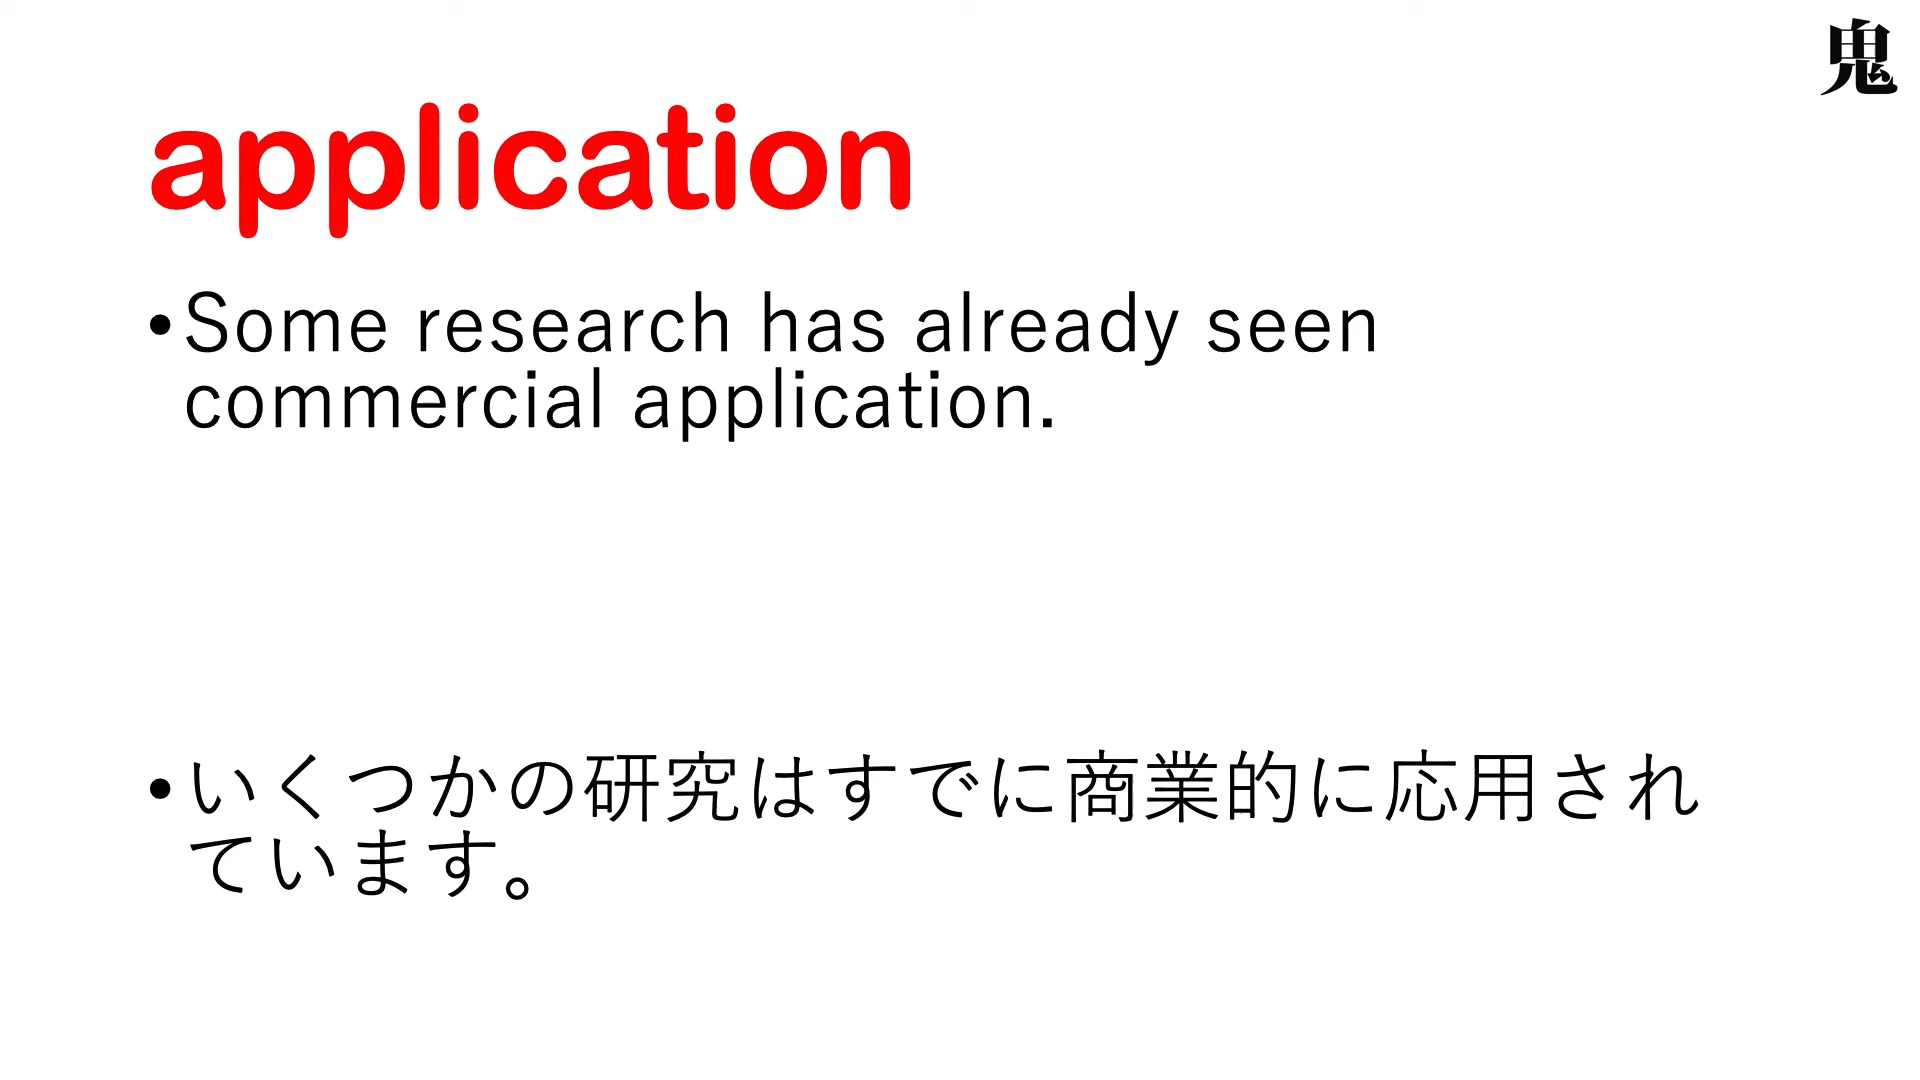 鬼
application
•Some research has already seen
commercial application.
•いくつかの研究はすでに商業的に応用され
ています。